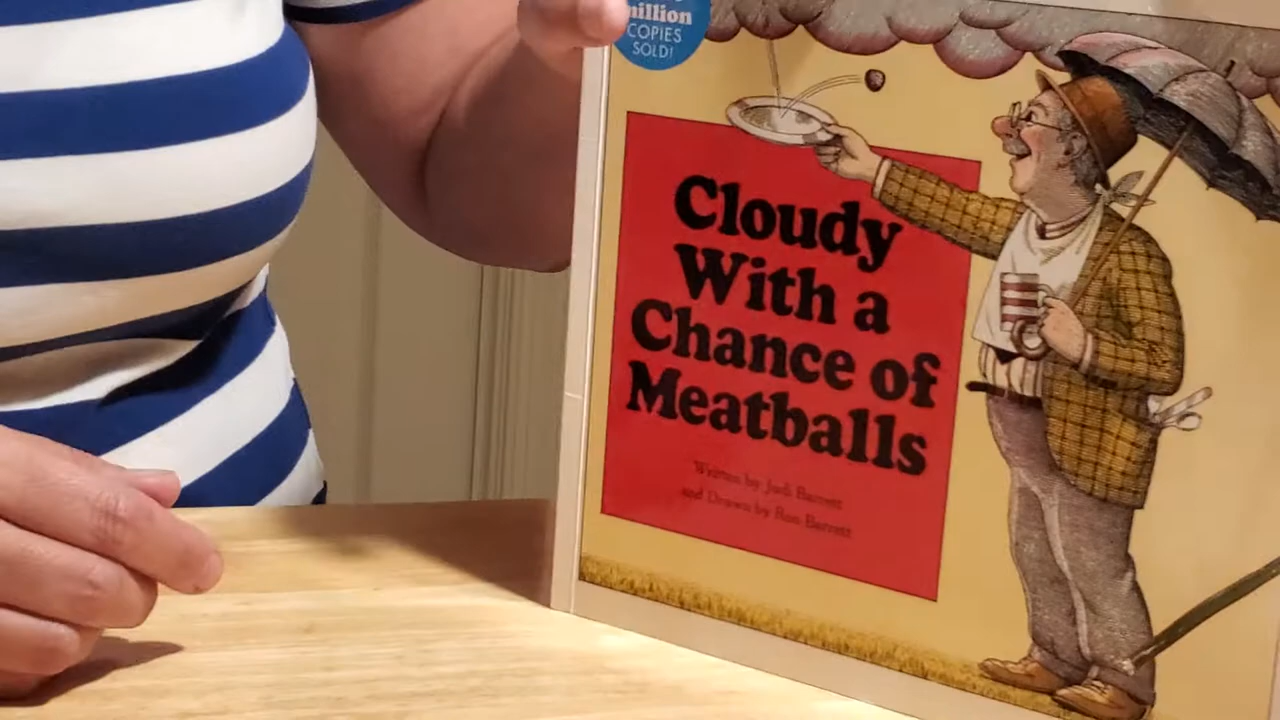 million
COPIES
SOLD!
Cloudy
With a
Chance of
Meatballs
Written by Judi Barrett
and Drawn by Ron Barrett